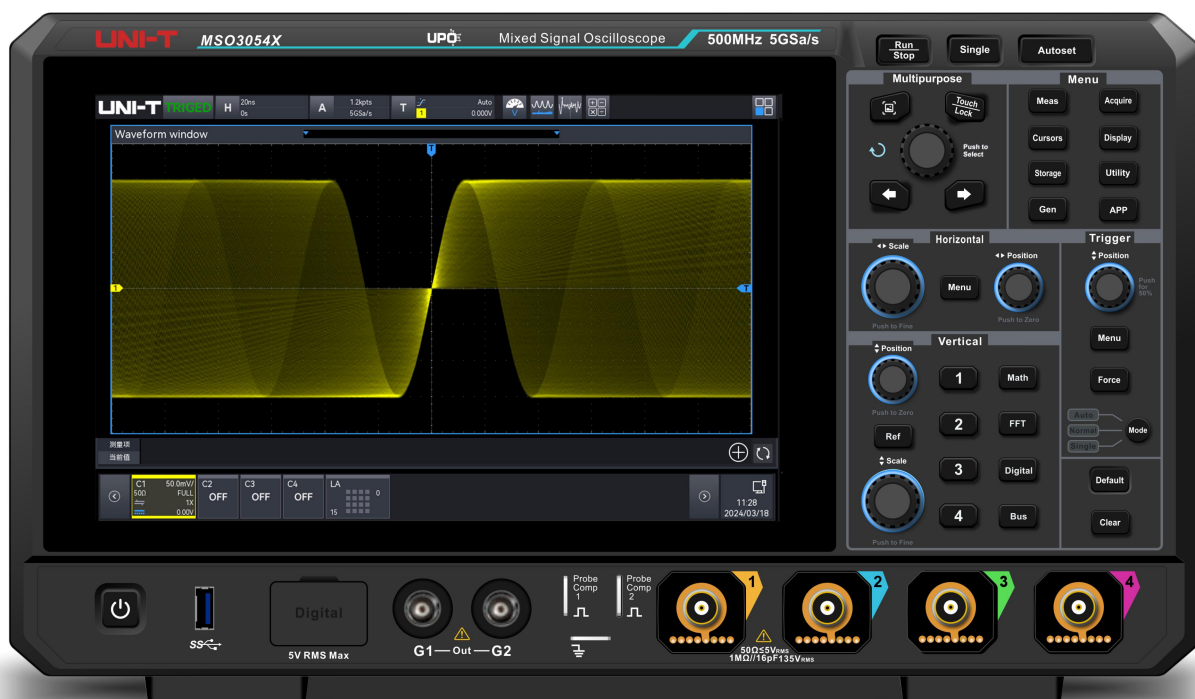 UNI-T MSO3054X UPO Mixed Signal Oscilloscope 500MHz 5GSa/s
UNI-T TRIGED H 20ns 0s A 1.2kpts 5GSa/s T 1 Auto 0.000V
Waveform window
T
1 T
测量项
当前值
C1 50.0mV/ 50Ω FULL 1X 0.00V
C2 OFF
C3 OFF
C4 OFF
LA 0 15
11:28
2024/03/18
Run
Stop
Single
Autoset
Multipurpose
Touch
Lock
Push to
Select
Menu
Meas Acquire
Cursors Display
Storage Utility
Gen APP
Horizontal
Scale
Push to Fine
Menu
Position
Push to Zero
Trigger
Position
Push
for
50%
Menu
Force
Auto
Normal
Single
Mode
Default
Clear
Vertical
Position
Push to Zero
Ref
Scale
Push to Fine
1 Math
2 FFT
3 Digital
4 Bus
SS
Digital
5V RMS Max
G1 Out G2
Probe
Comp
1
Probe
Comp
2
1
2
3
4
50Ω≤5VRMS
1MΩ//16pF135VRMS